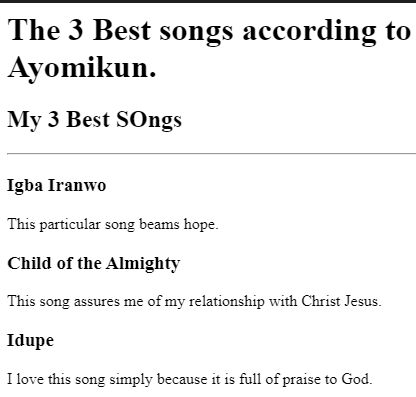 The 3 Best songs according to
Ayomikun.
My 3 Best SOngs
Igba Iranwo
This particular song beams hope.
Child of the Almighty
This song assures me of my relationship with Christ Jesus.
Idupe
I love this song simply because it is full of praise to God.